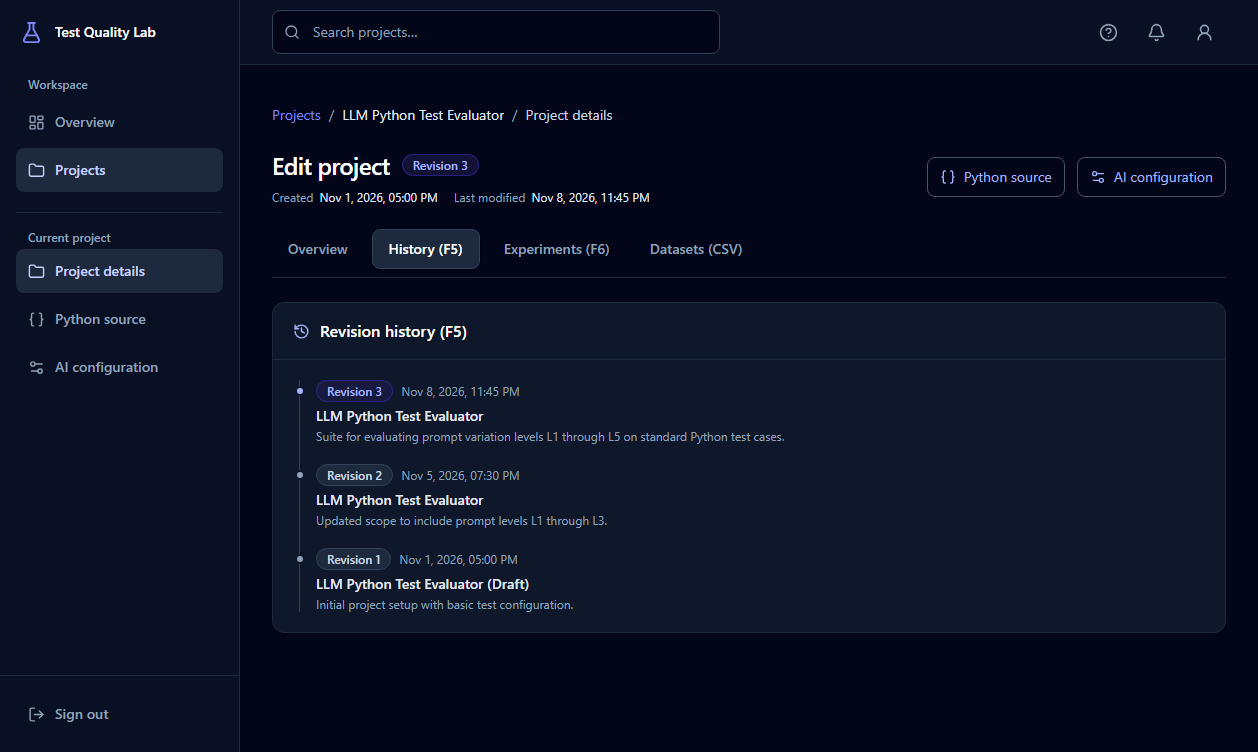 Test Quality Lab
Search projects...
Workspace
Overview
Projects
Current project
Project details
Python source
AI configuration
Sign out
Projects / LLM Python Test Evaluator / Project details
Edit project Revision 3
Created Nov 1, 2026, 05:00 PM Last modified Nov 8, 2026, 11:45 PM
{ } Python source
AI configuration
Overview History (F5) Experiments (F6) Datasets (CSV)
Revision history (F5)
Revision 3 Nov 8, 2026, 11:45 PM
LLM Python Test Evaluator
Suite for evaluating prompt variation levels L1 through L5 on standard Python test cases.
Revision 2 Nov 5, 2026, 07:30 PM
LLM Python Test Evaluator
Updated scope to include prompt levels L1 through L3.
Revision 1 Nov 1, 2026, 05:00 PM
LLM Python Test Evaluator (Draft)
Initial project setup with basic test configuration.